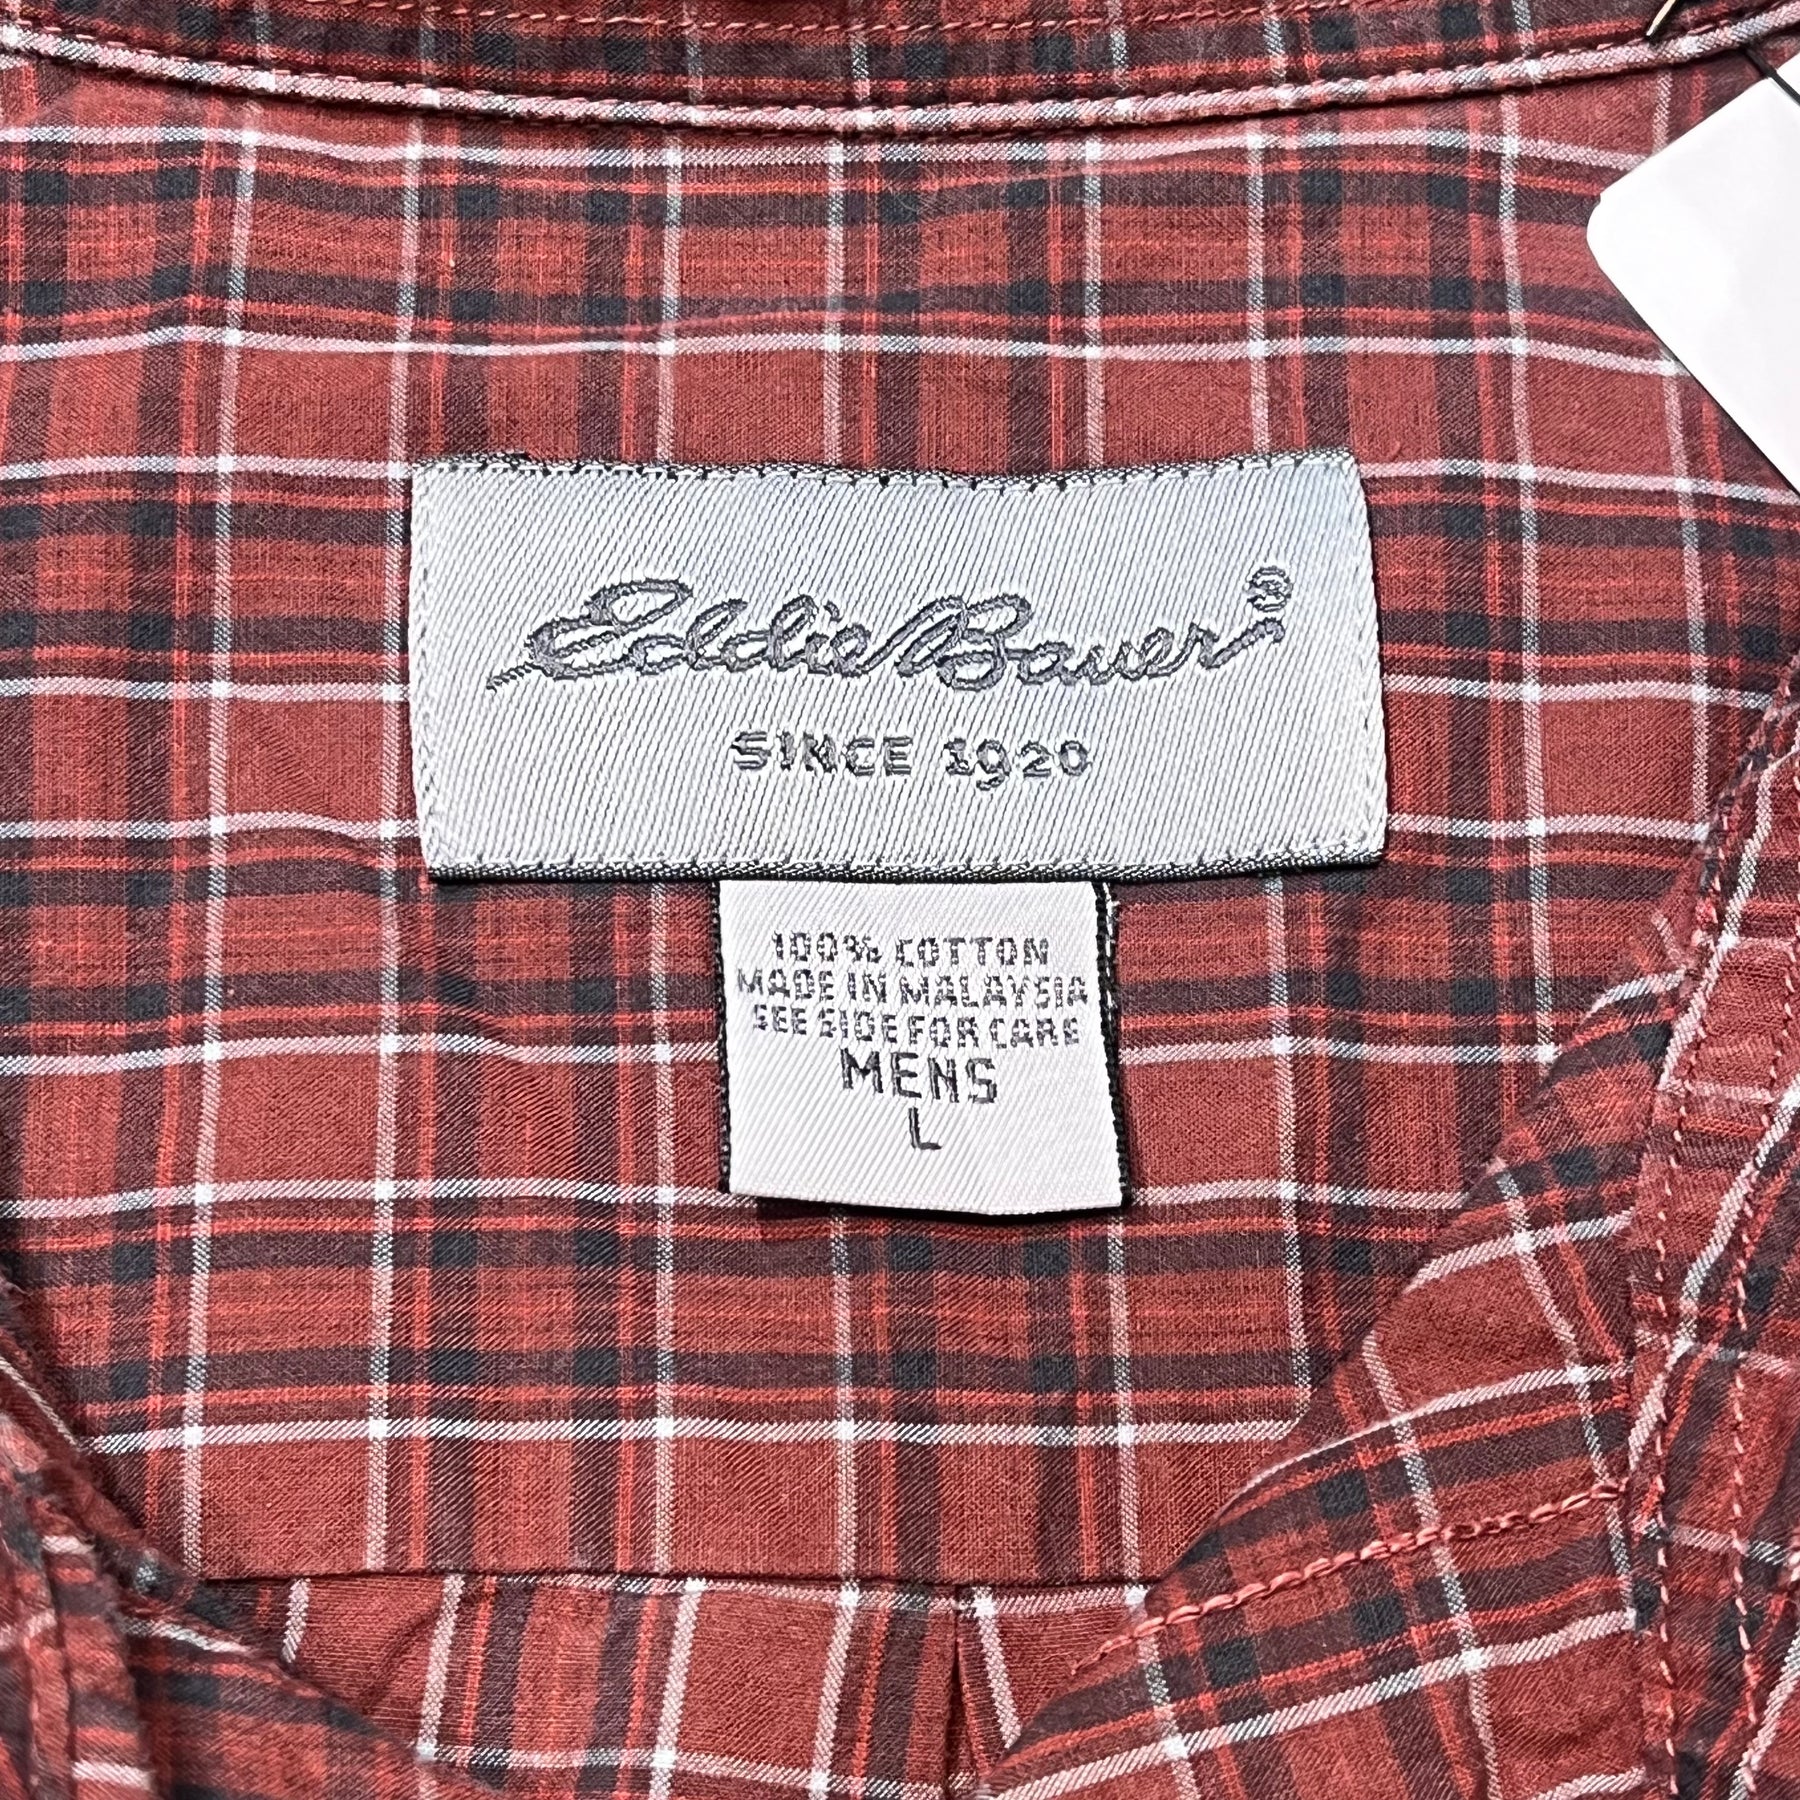 Eddie Bauer®
SINCE 1920
100% COTTON
MADE IN MALAYSIA
SEE SIDE FOR CARE
MENS
L